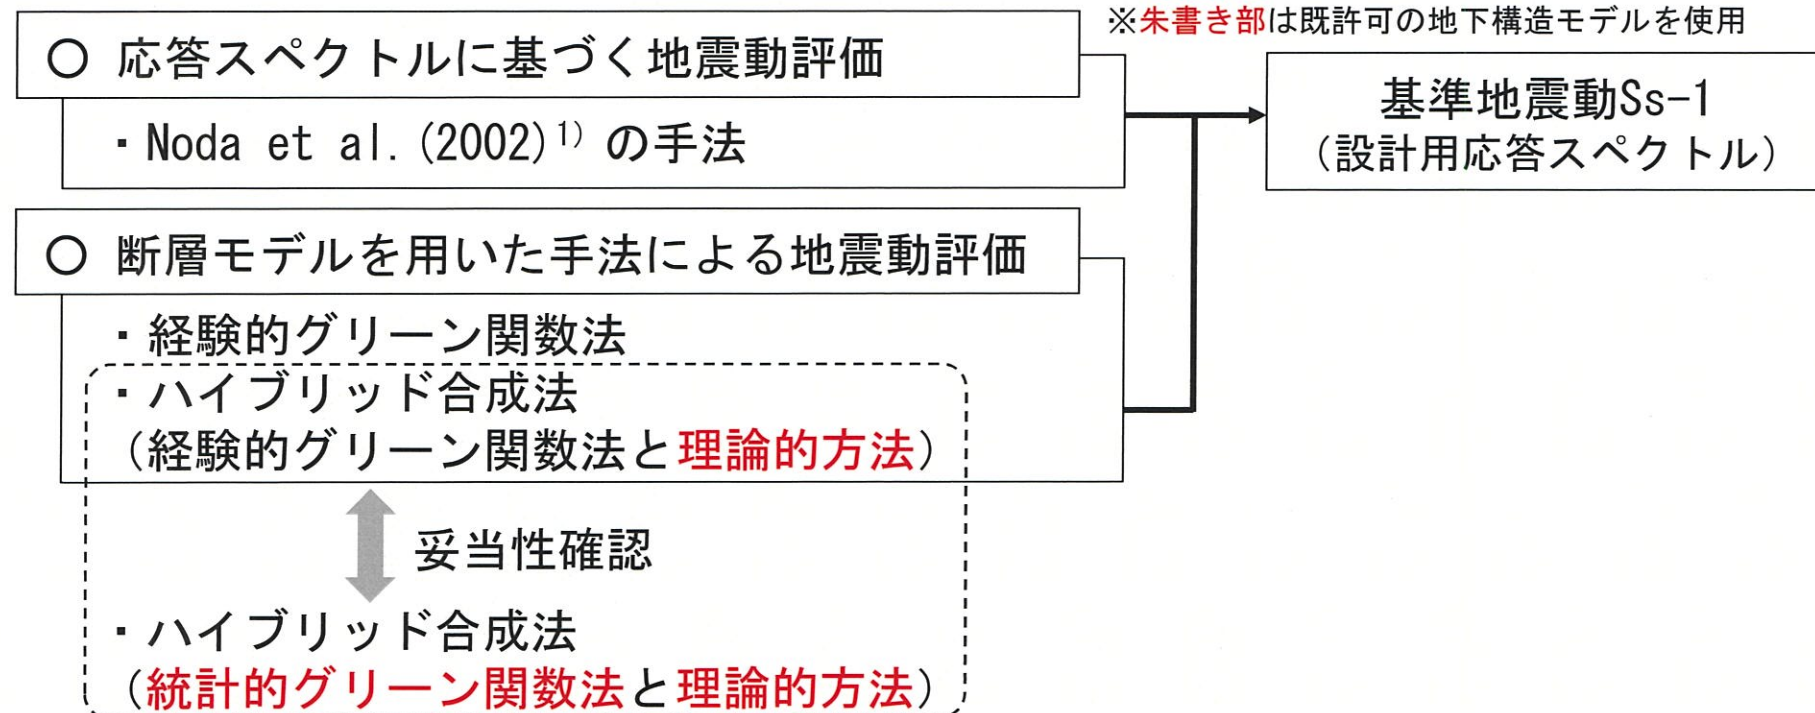 ※朱書き部は既許可の地下構造モデルを使用
○ 応答スペクトルに基づく地震動評価
・Noda et al.(2002)1) の手法
基準地震動Ss-1
（設計用応答スペクトル）
○ 断層モデルを用いた手法による地震動評価
・経験的グリーン関数法
・ハイブリッド合成法
（経験的グリーン関数法と理論的方法）
妥当性確認
・ハイブリッド合成法
（統計的グリーン関数法と理論的方法）